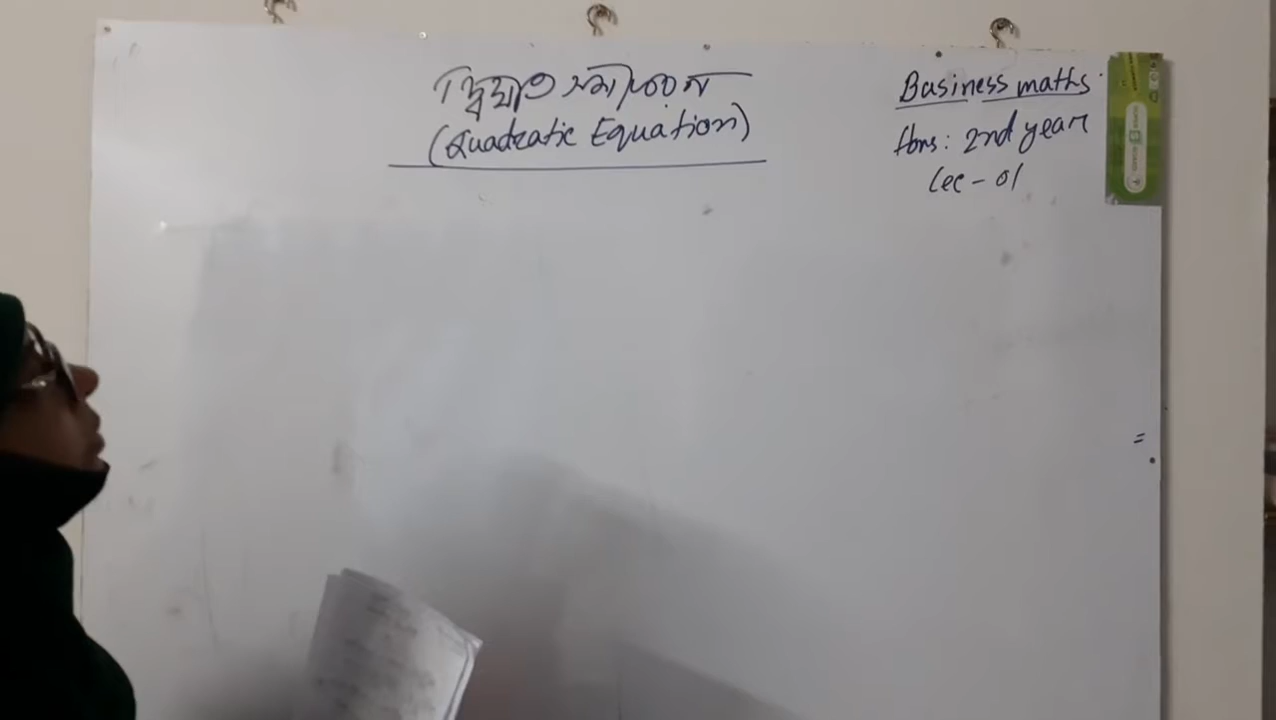 দ্বিঘাত সমীকরণ
(Quadratic Equation)
Business maths
Hons: 2nd year
Lec - 01
=